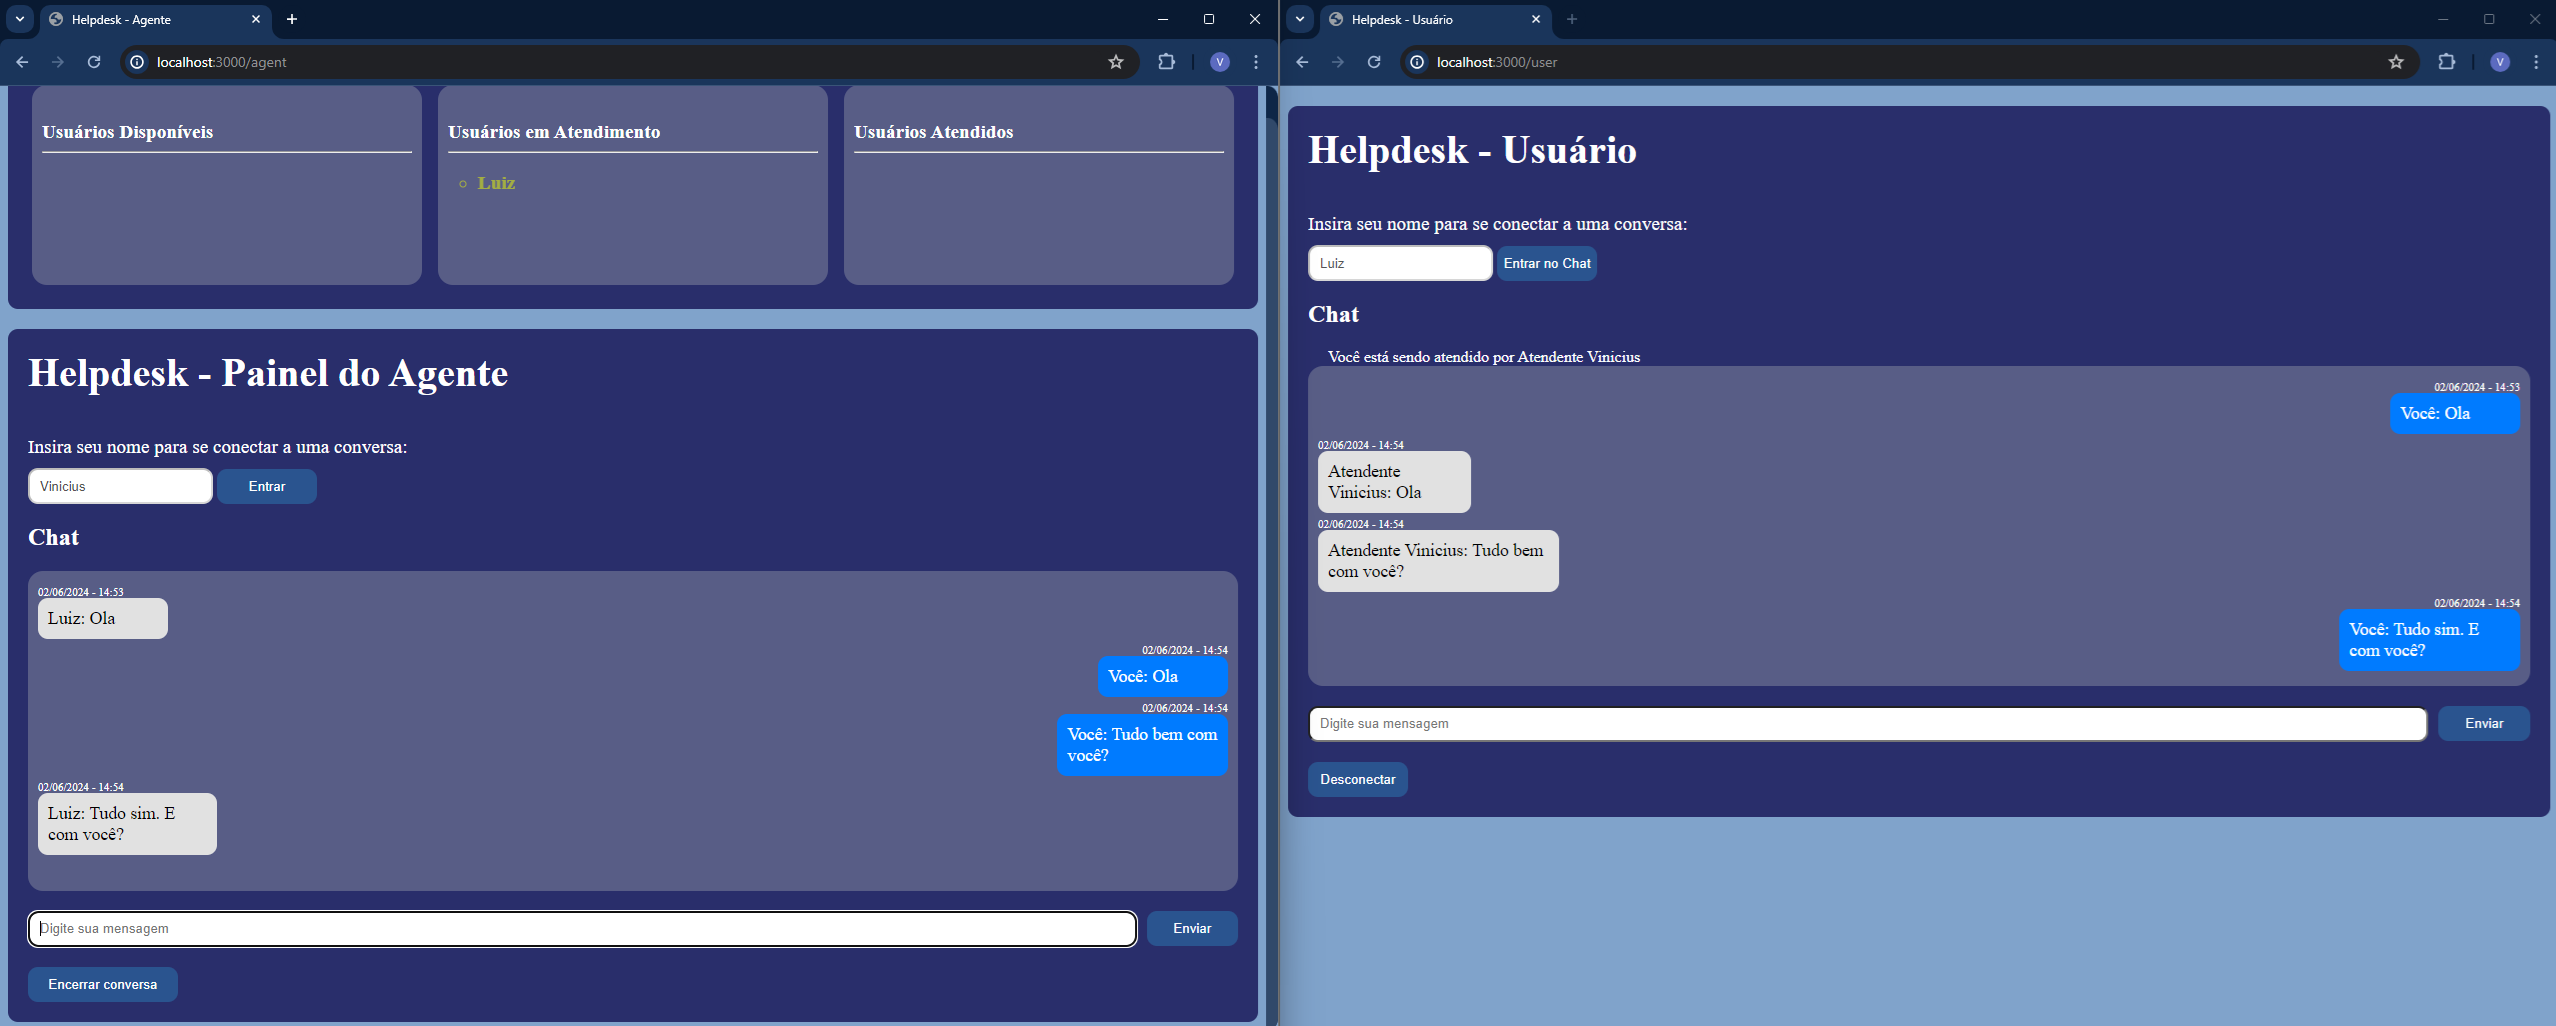 Helpdesk - Agente
localhost:3000/agent
V
Usuários Disponíveis
Usuários em Atendimento
Luiz
Usuários Atendidos
Helpdesk - Painel do Agente
Insira seu nome para se conectar a uma conversa:
Vinicius
Entrar
Chat
02/06/2024 - 14:53
Luiz: Ola
02/06/2024 - 14:54
Você: Ola
02/06/2024 - 14:54
Você: Tudo bem com
você?
02/06/2024 - 14:54
Luiz: Tudo sim. E
com você?
Digite sua mensagem
Enviar
Encerrar conversa
Helpdesk - Usuário
localhost:3000/user
V
Helpdesk - Usuário
Insira seu nome para se conectar a uma conversa:
Luiz
Entrar no Chat
Chat
Você está sendo atendido por Atendente Vinicius
02/06/2024 - 14:53
Você: Ola
02/06/2024 - 14:54
Atendente
Vinicius: Ola
02/06/2024 - 14:54
Atendente Vinicius: Tudo bem
com você?
02/06/2024 - 14:54
Você: Tudo sim. E
com você?
Digite sua mensagem
Enviar
Desconectar